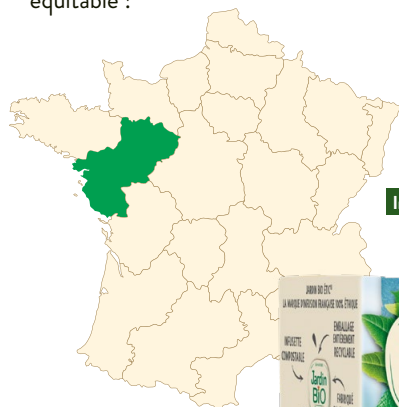 équitable :
JARDIN BIO ÉTIC®
LA MARQUE D'INFUSION FRANÇAISE 100% ÉTHIQUE
INFUSETTE
COMPOSTABLE
EMBALLAGE
ENTIÈREMENT
RECYCLABLE
Jardin
BiO
FABRIQUÉ